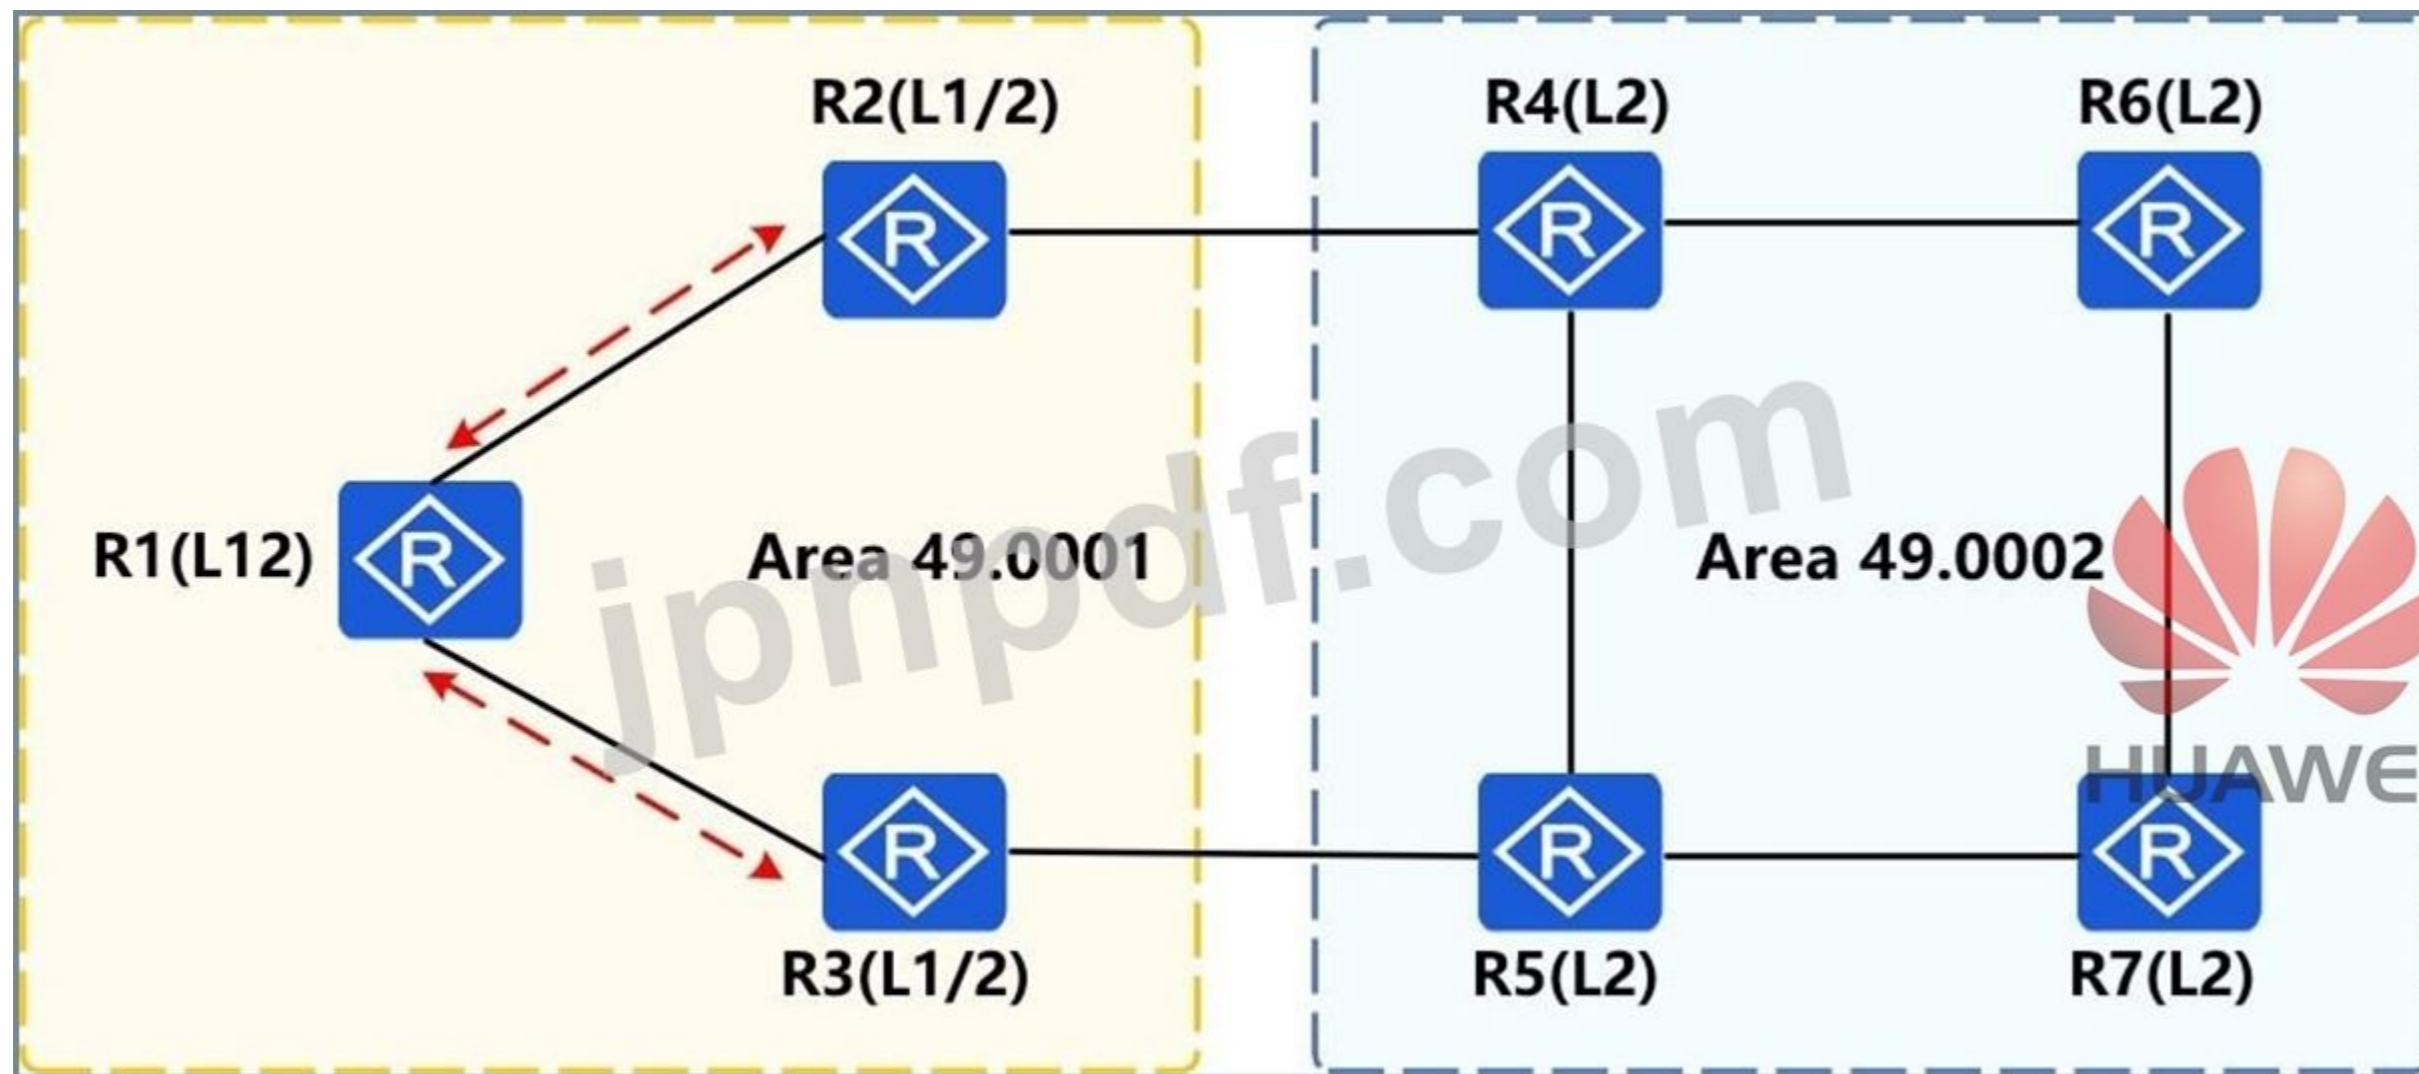 R2(L1/2)
R4(L2)
R6(L2)
R
R
R
R1(L12)
R
Area 49.0001
Area 49.0002
jpnpdf.com
HUAWE
R
R
R
R3(L1/2)
R5(L2)
R7(L2)